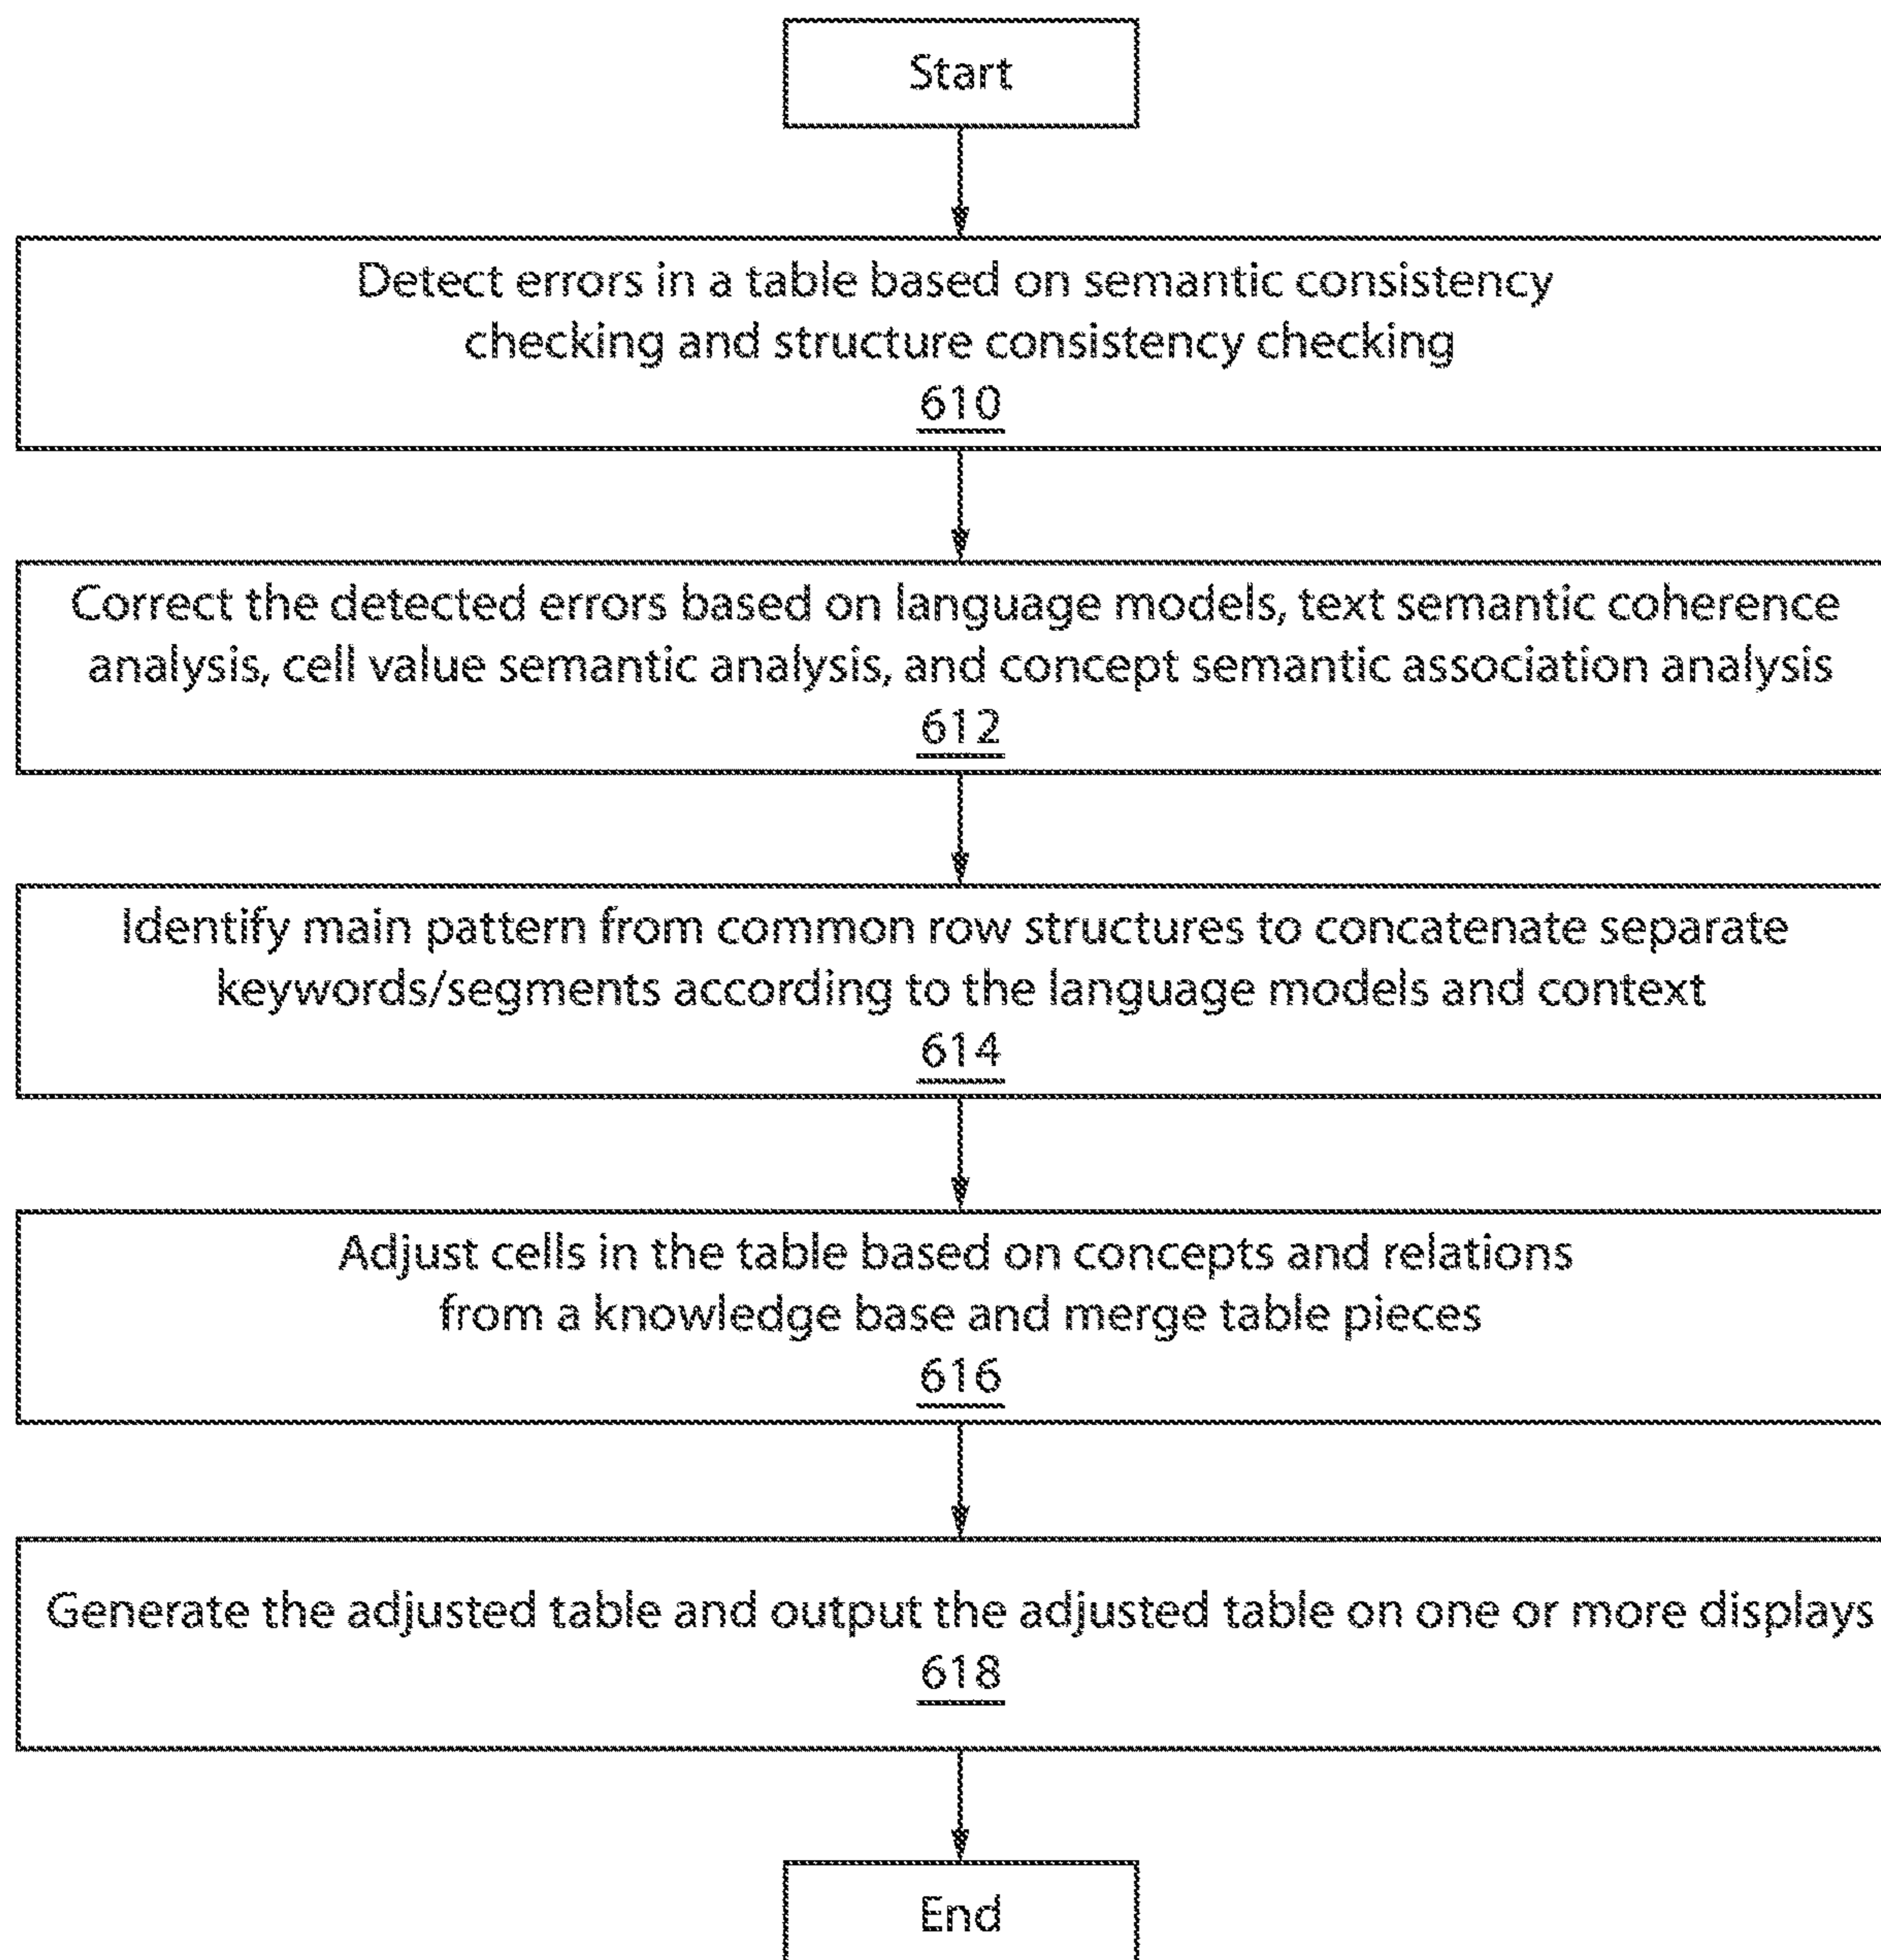 Start
Detect errors in a table based on semantic consistency
checking and structure consistency checking
610
Correct the detected errors based on language models, text semantic coherence
analysis, cell value semantic analysis, and concept semantic association analysis
612
Identify main pattern from common row structures to concatenate separate
keywords/segments according to the language models and context
614
Adjust cells in the table based on concepts and relations
from a knowledge base and merge table pieces
616
Generate the adjusted table and output the adjusted table on one or more displays
618
End